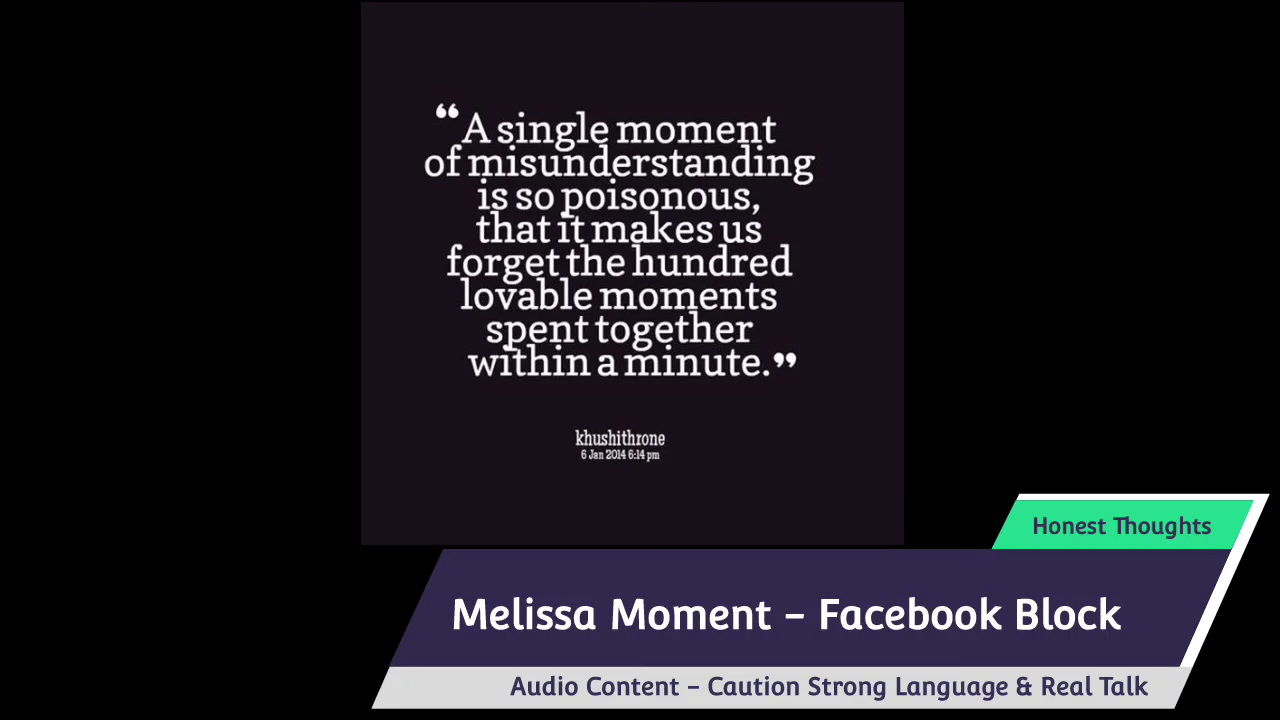 “A single moment
of misunderstanding
is so poisonous,
that it makes us
forget the hundred
lovable moments
spent together
within a minute.”
khushithrone
6 Jan 2014 6:14 pm
Honest Thoughts
Melissa Moment - Facebook Block
Audio Content - Caution Strong Language & Real Talk